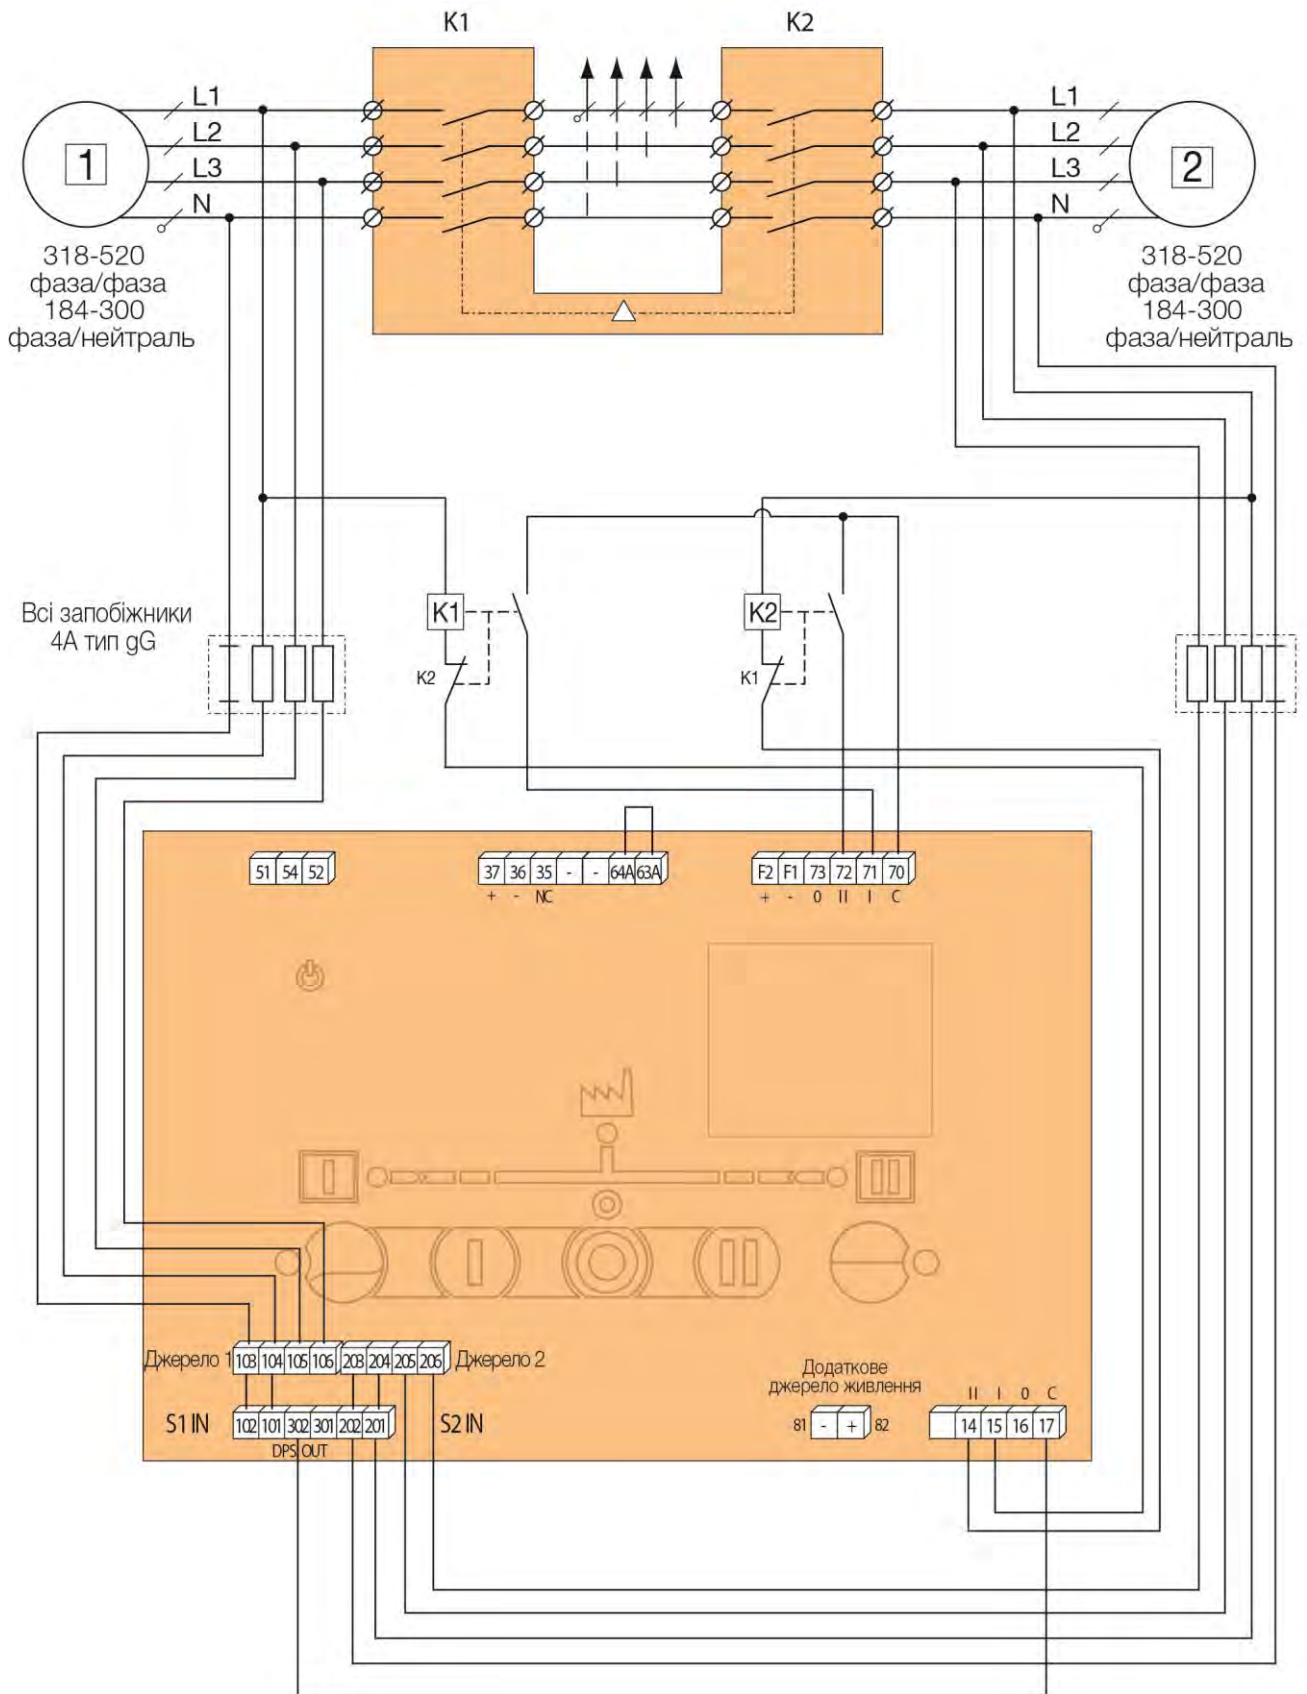 K1 K2
L1 L1
L2 L2
1 L3 L3 2
N N
318-520
фаза/фаза
184-300
фаза/нейтраль
318-520
фаза/фаза
184-300
фаза/нейтраль
Всі запобіжники
4А тип gG
K1 K2
K2 K1
51 54 52 37 36 35 - - 64A 63A F2 F1 73 72 71 70
+ - NC + - 0 II I C
I II
I II
Джерело 1 103 104 105 106 203 204 205 206 Джерело 2
Додаткове
джерело живлення
II I 0 C
S1 IN 102 101 302 301 202 201 S2 IN 81 - + 82 14 15 16 17
DPS OUT